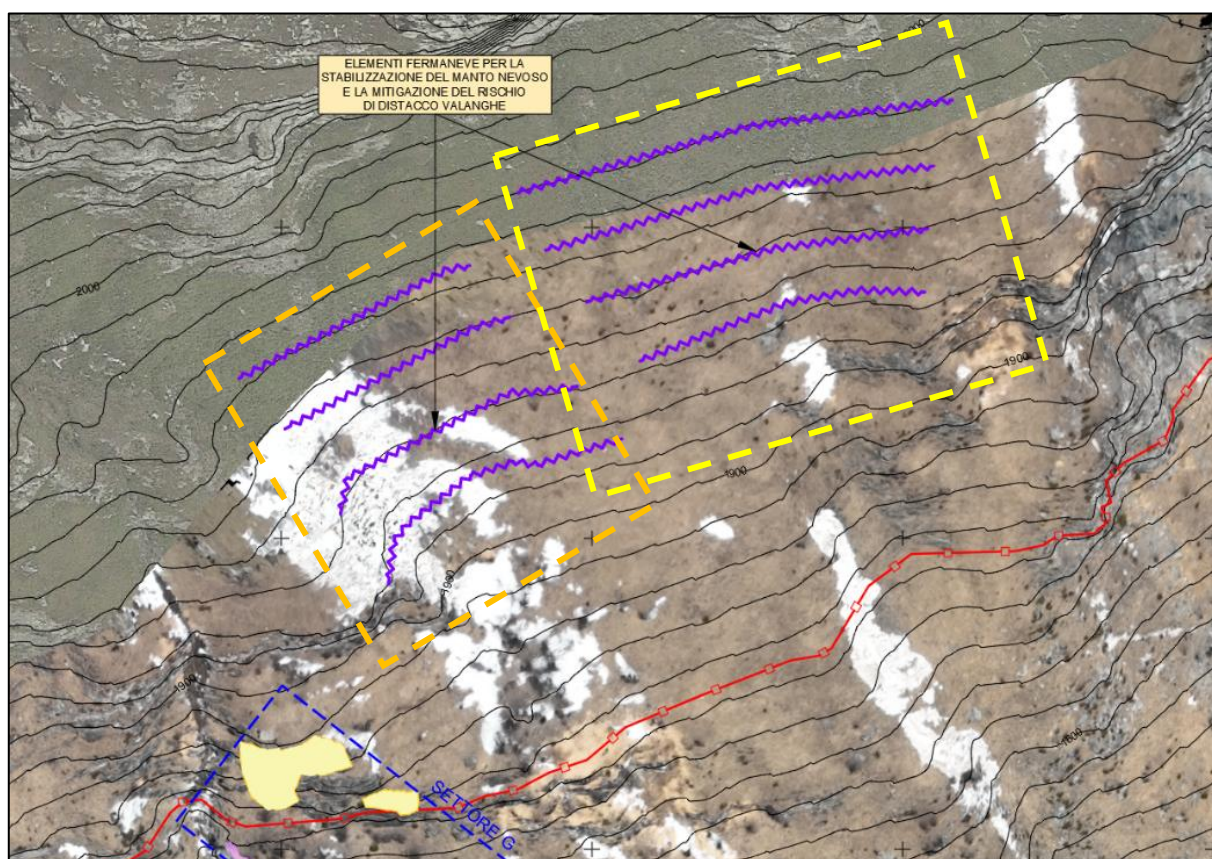 2000
ELEMENTI FERMANEVE PER LA
STABILIZZAZIONE DEL MANTO NEVOSO
E LA MITIGAZIONE DEL RISCHIO
DI DISTACCO VALANGHE
2000
1900
1900
1900
1900
SETTORE G